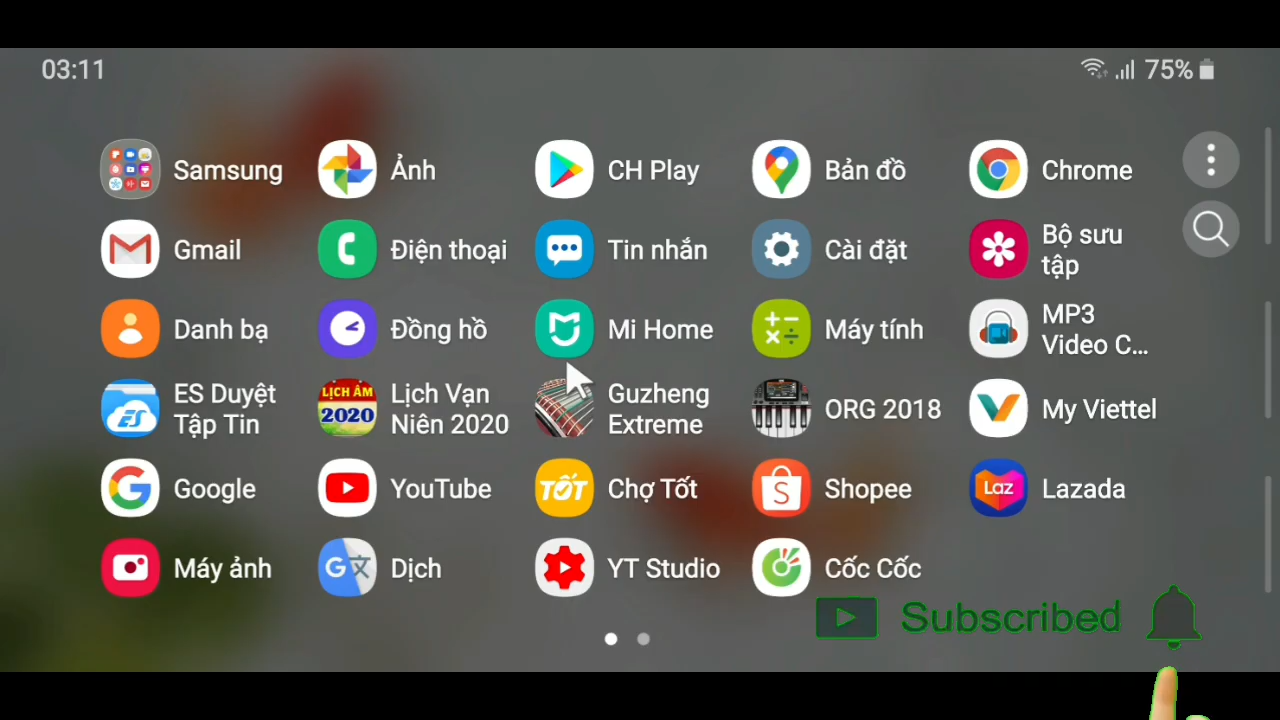 03:11
75%
Samsung
Ảnh
CH Play
Bản đồ
Chrome
Gmail
Điện thoại
Tin nhắn
Cài đặt
Bộ sưu
tập
Danh bạ
Đồng hồ
Mi Home
Máy tính
MP3
Video C...
ES
ES Duyệt
Tập Tin
LỊCH ÂM
2020
Lịch Vạn
Niên 2020
Guzheng
Extreme
ORG 2018
My Viettel
G
Google
YouTube
TỐT
Chợ Tốt
S
Shopee
Laz
Lazada
Máy ảnh
G文
Dịch
YT Studio
Cốc Cốc
Subscribed